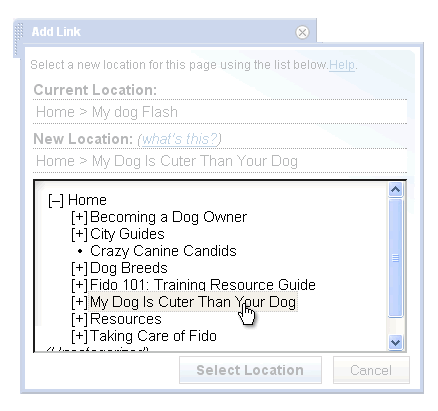 Add Link
Select a new location for this page using the list below. Help.
Current Location:
Home > My dog Flash
New Location: (what's this?)
Home > My Dog Is Cuter Than Your Dog
[–] Home
[+] Becoming a Dog Owner
[+] City Guides
• Crazy Canine Candids
[+] Dog Breeds
[+] Fido 101: Training Resource Guide
[+] My Dog Is Cuter Than Your Dog
[+] Resources
[+] Taking Care of Fido
Select Location
Cancel